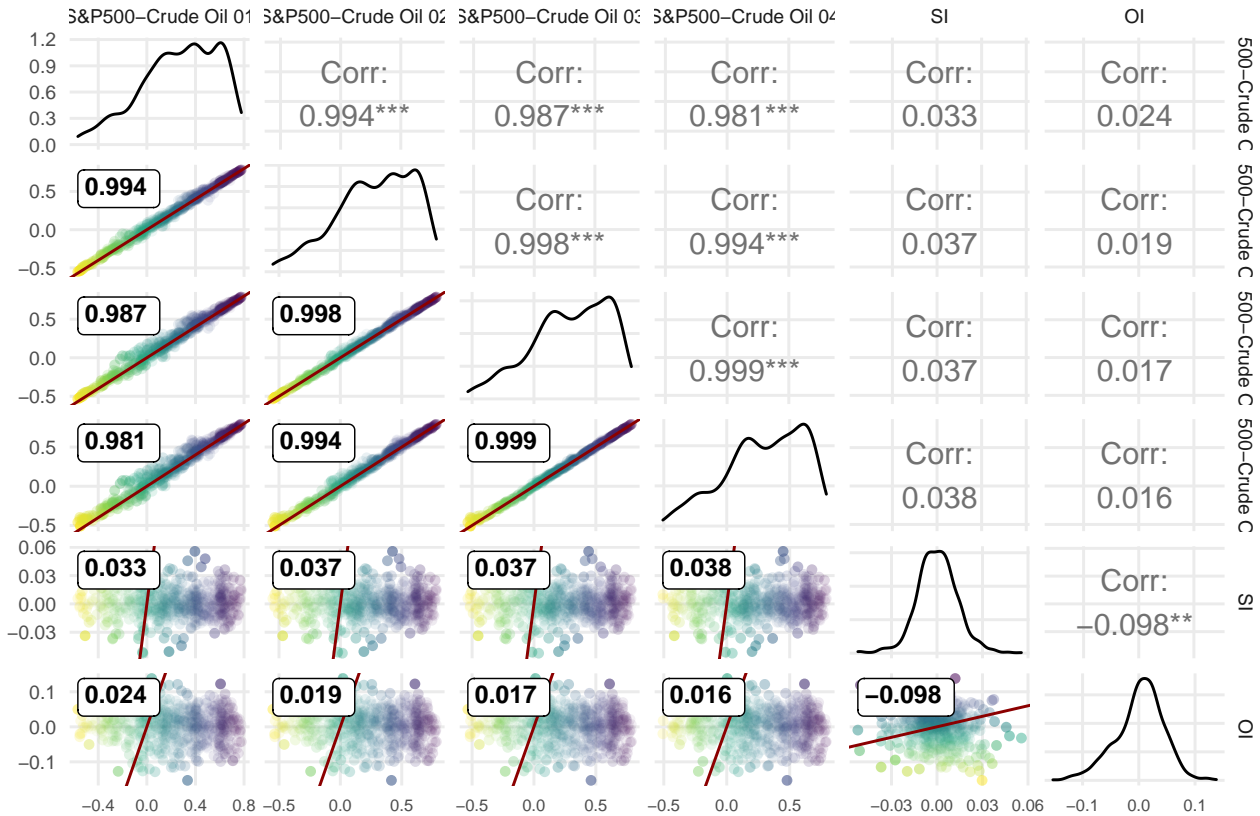 S&P500−Crude Oil 01 S&P500−Crude Oil 02 S&P500−Crude Oil 03 S&P500−Crude Oil 04 SI OI
1.2
0.9
0.6
0.3
0.0
Corr: Corr: Corr: Corr: Corr:
0.994*** 0.987*** 0.981*** 0.033 0.024
500−Crude C
0.5
0.0
−0.5
0.994
Corr: Corr: Corr: Corr:
0.998*** 0.994*** 0.037 0.019
500−Crude C
0.5
0.0
−0.5
0.987 0.998
Corr: Corr: Corr:
0.999*** 0.037 0.017
500−Crude C
0.5
0.0
−0.5
0.981 0.994 0.999
Corr: Corr:
0.038 0.016
500−Crude C
0.06
0.03
0.00
−0.03
0.033 0.037 0.037 0.038
Corr:
−0.098**
SI
0.1
0.0
−0.1
0.024 0.019 0.017 0.016 −0.098
OI
−0.4 0.0 0.4 0.8 −0.5 0.0 0.5 −0.5 0.0 0.5 −0.5 0.0 0.5 −0.03 0.00 0.03 0.06 −0.1 0.0 0.1